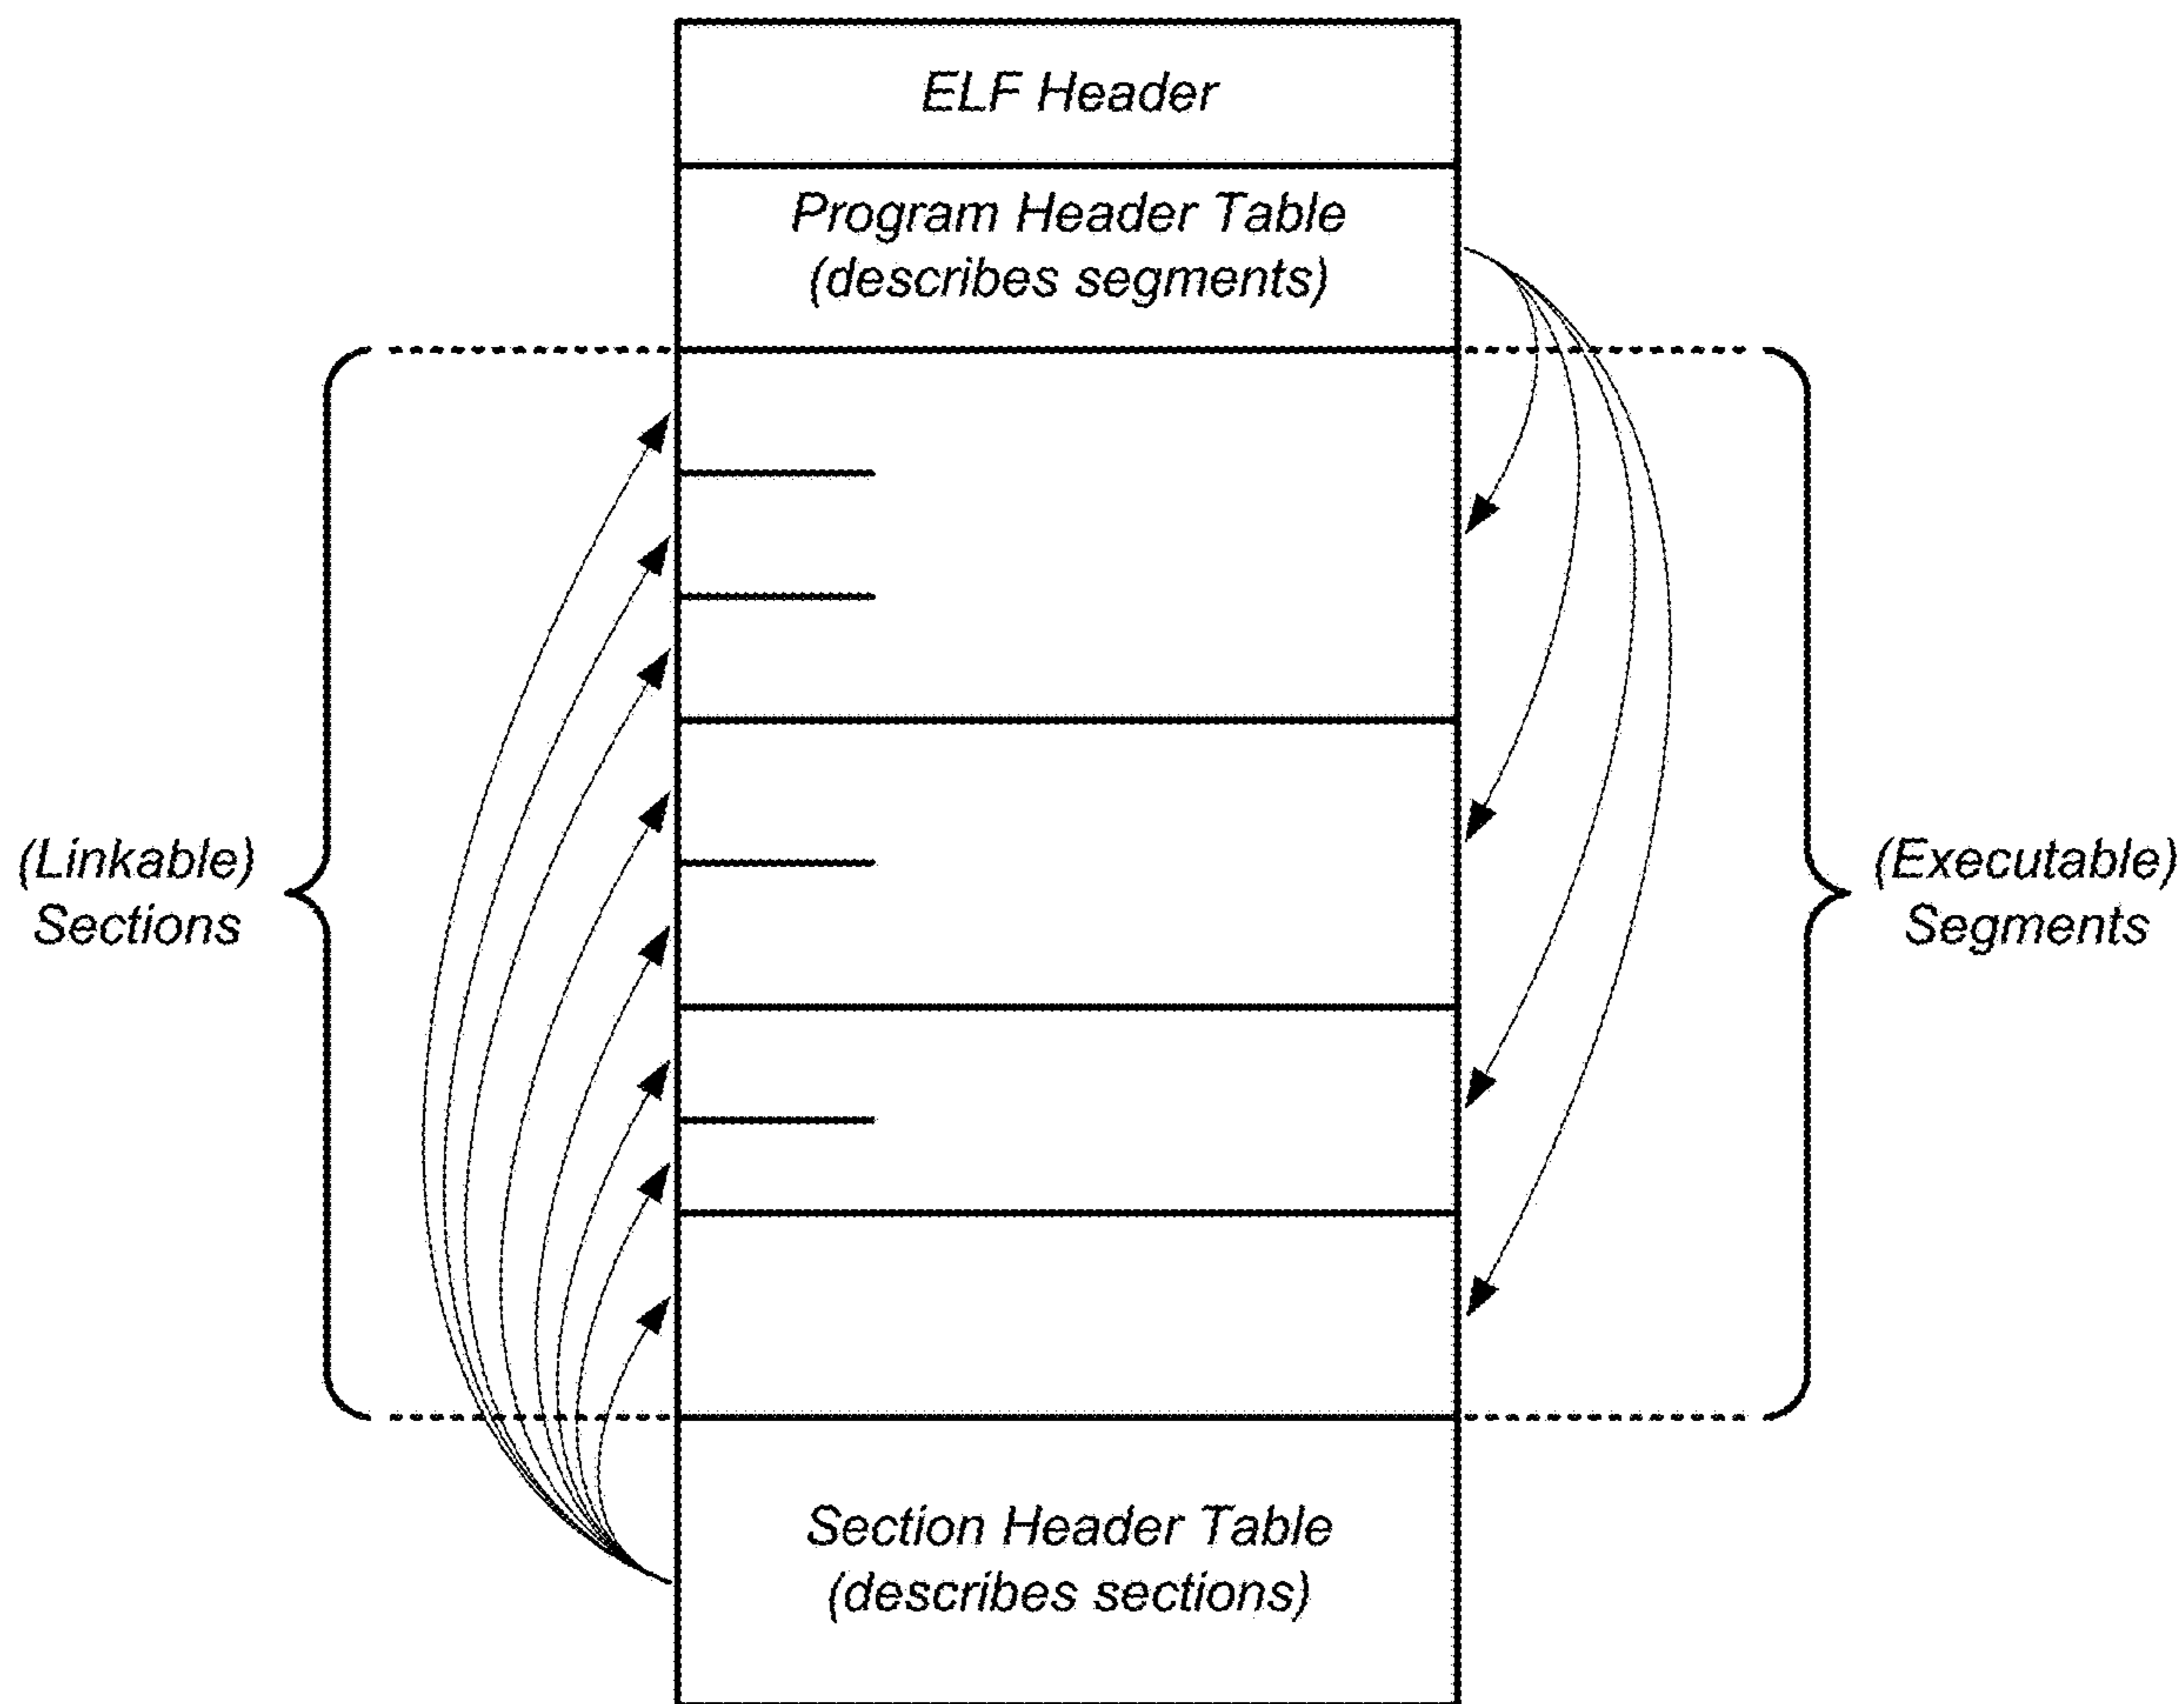 ELF Header
Program Header Table
(describes segments)
(Linkable)
Sections
(Executable)
Segments
Section Header Table
(describes sections)